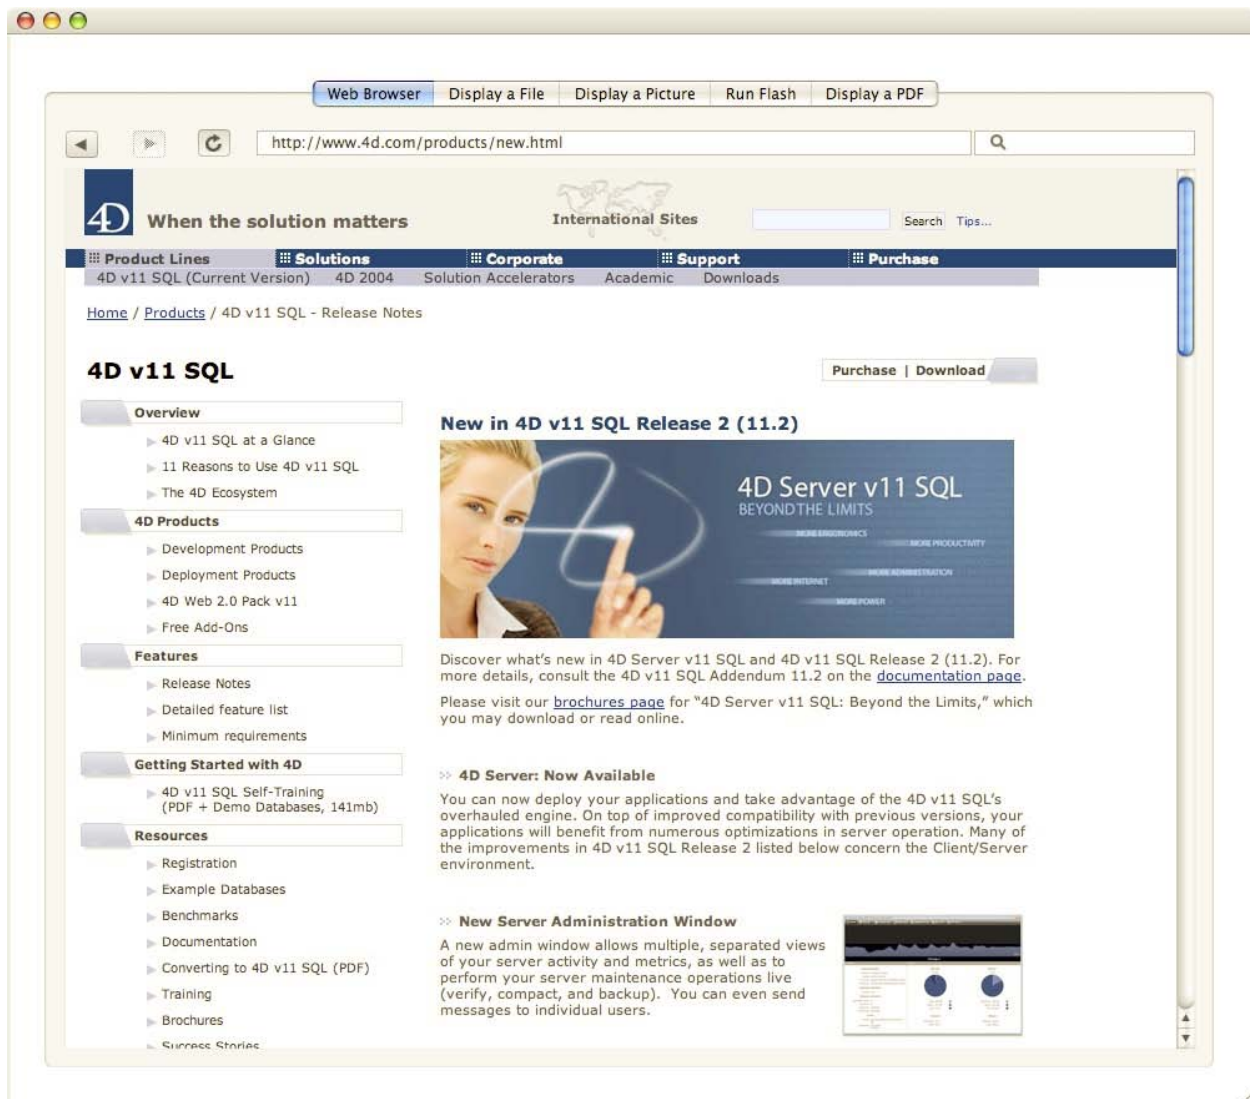 Web Browser Display a File Display a Picture Run Flash Display a PDF
http://www.4d.com/products/new.html
4D When the solution matters
International Sites
Search Tips...
Product Lines Solutions Corporate Support Purchase
4D v11 SQL (Current Version) 4D 2004 Solution Accelerators Academic Downloads
Home / Products / 4D v11 SQL - Release Notes
4D v11 SQL
Purchase | Download
Overview
4D v11 SQL at a Glance
11 Reasons to Use 4D v11 SQL
The 4D Ecosystem
4D Products
Development Products
Deployment Products
4D Web 2.0 Pack v11
Free Add-Ons
Features
Release Notes
Detailed feature list
Minimum requirements
Getting Started with 4D
4D v11 SQL Self-Training
(PDF + Demo Databases, 141mb)
Resources
Registration
Example Databases
Benchmarks
Documentation
Converting to 4D v11 SQL (PDF)
Training
Brochures
Success Stories
New in 4D v11 SQL Release 2 (11.2)
4D Server v11 SQL
BEYOND THE LIMITS
MORE ERGONOMICS
MORE PRODUCTIVITY
MORE ADMINISTRATION
MORE INTERNET
MORE POWER
Discover what's new in 4D Server v11 SQL and 4D v11 SQL Release 2 (11.2). For
more details, consult the 4D v11 SQL Addendum 11.2 on the documentation page.
Please visit our brochures page for “4D Server v11 SQL: Beyond the Limits,” which
you may download or read online.
4D Server: Now Available
You can now deploy your applications and take advantage of the 4D v11 SQL's
overhauled engine. On top of improved compatibility with previous versions, your
applications will benefit from numerous optimizations in server operation. Many of
the improvements in 4D v11 SQL Release 2 listed below concern the Client/Server
environment.
New Server Administration Window
A new admin window allows multiple, separated views
of your server activity and metrics, as well as to
perform your server maintenance operations live
(verify, compact, and backup). You can even send
messages to individual users.